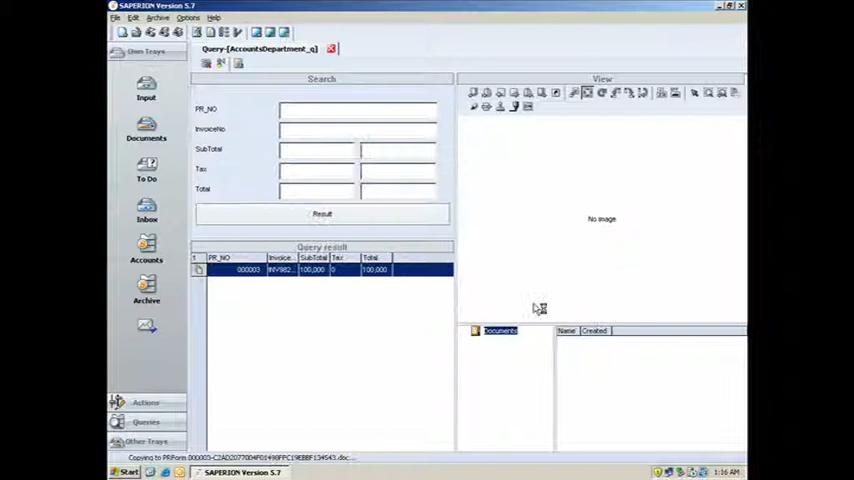 SAPERION Version 5.7
File Edit Archive Options Help
Own Trays
Query-[AccountsDepartment_q]
Search
View
Input
PR_NO
InvoiceNo
Documents
SubTotal
Tax
To Do
Total
Inbox
Result
No image
Query result
1 PR_NO Invoice... SubTotal Tax Total
Accounts
000003 INV982... 100,000 0 100,000
Archive
Documents
Name Created
Actions
Queries
Other Trays
Start
SAPERION Version 5.7
1:16 AM